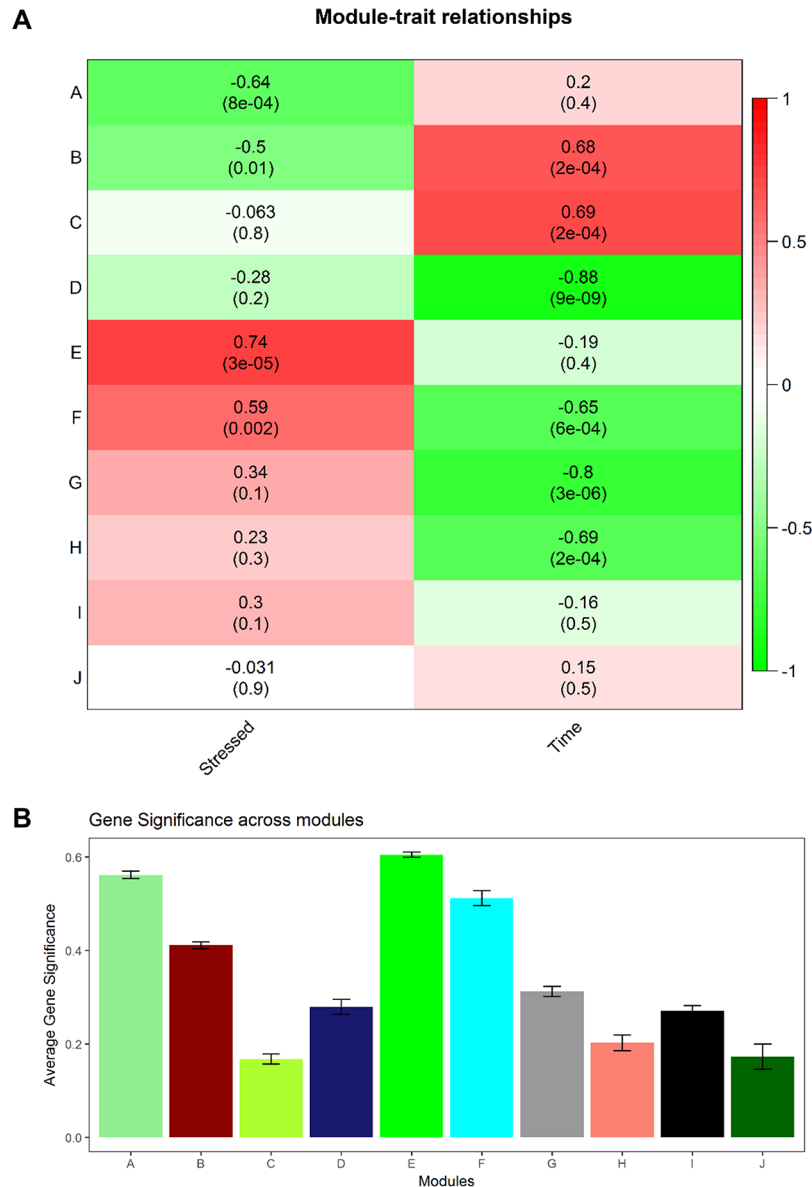 A
Module-trait relationships
A
-0.64
(8e-04)
0.2
(0.4)
B
-0.5
(0.01)
0.68
(2e-04)
C
-0.063
(0.8)
0.69
(2e-04)
D
-0.28
(0.2)
-0.88
(9e-09)
E
0.74
(3e-05)
-0.19
(0.4)
F
0.59
(0.002)
-0.65
(6e-04)
G
0.34
(0.1)
-0.8
(3e-06)
H
0.23
(0.3)
-0.69
(2e-04)
I
0.3
(0.1)
-0.16
(0.5)
J
-0.031
(0.9)
0.15
(0.5)
Stressed
Time
1
0.5
0
-0.5
-1
B
Gene Significance across modules
Average Gene Significance
0.6
0.4
0.2
0.0
A B C D E F G H I J
Modules